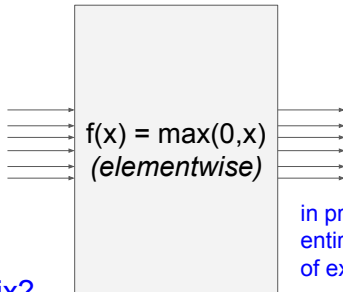 f(x) = max(0,x)
(elementwise)
in pr
entir
of ex
ix?